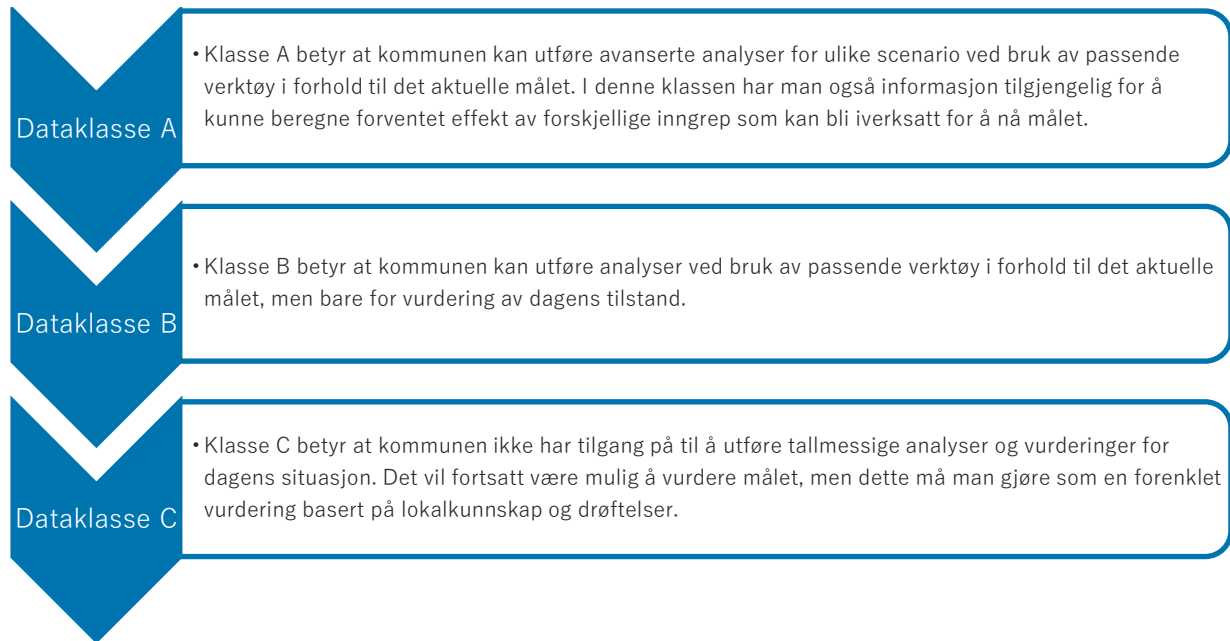 Dataklasse A
• Klasse A betyr at kommunen kan utføre avanserte analyser for ulike scenario ved bruk av passende
verktøy i forhold til det aktuelle målet. I denne klassen har man også informasjon tilgjengelig for å
kunne beregne forventet effekt av forskjellige inngrep som kan bli iverksatt for å nå målet.
Dataklasse B
• Klasse B betyr at kommunen kan utføre analyser ved bruk av passende verktøy i forhold til det aktuelle
målet, men bare for vurdering av dagens tilstand.
Dataklasse C
• Klasse C betyr at kommunen ikke har tilgang på til å utføre tallmessige analyser og vurderinger for
dagens situasjon. Det vil fortsatt være mulig å vurdere målet, men dette må man gjøre som en forenklet
vurdering basert på lokalkunnskap og drøftelser.